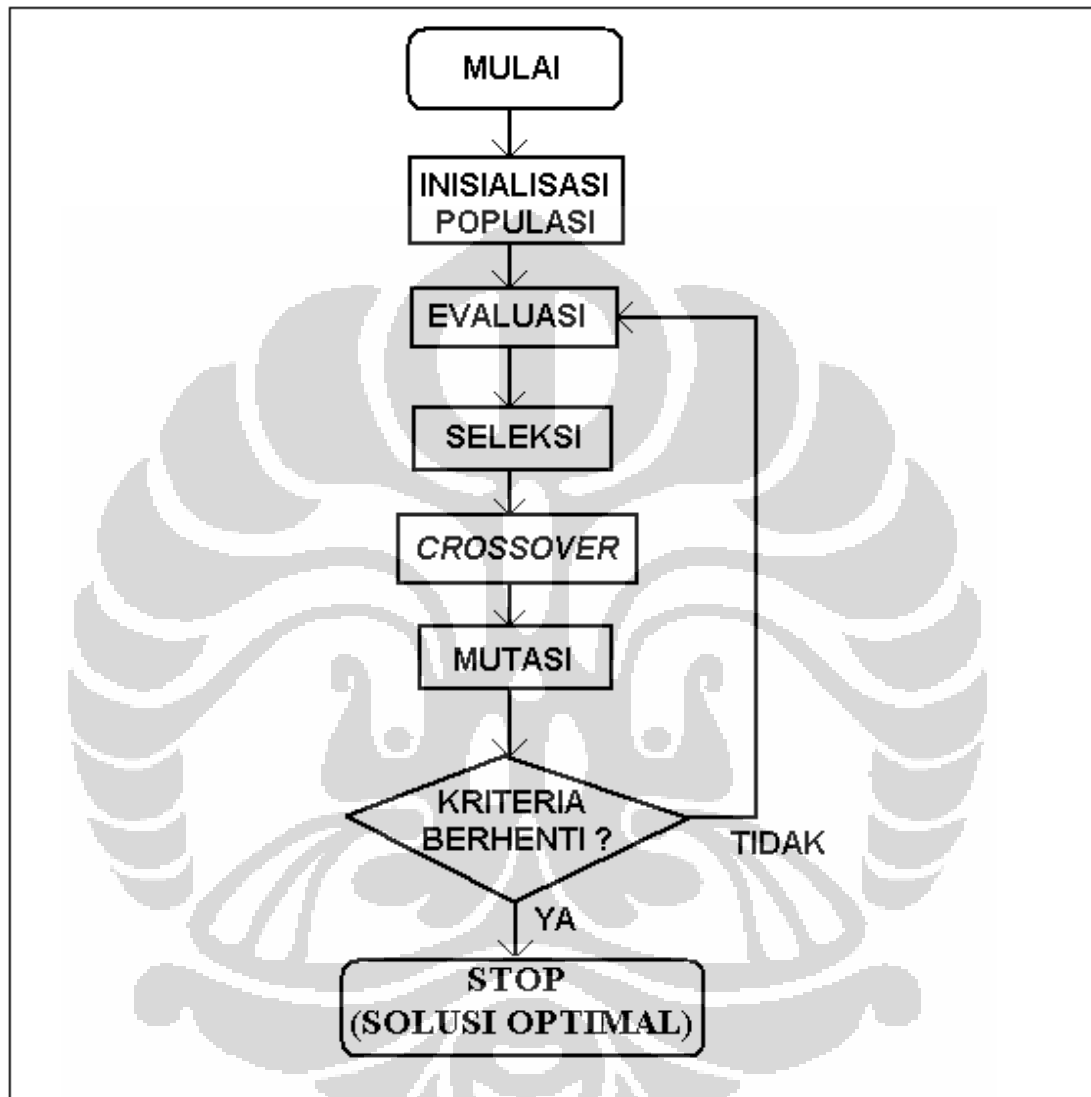 MULAI
INISIALISASI
POPULASI
EVALUASI
SELEKSI
CROSSOVER
MUTASI
KRITERIA
BERHENTI ?
TIDAK
YA
STOP
(SOLUSI OPTIMAL)